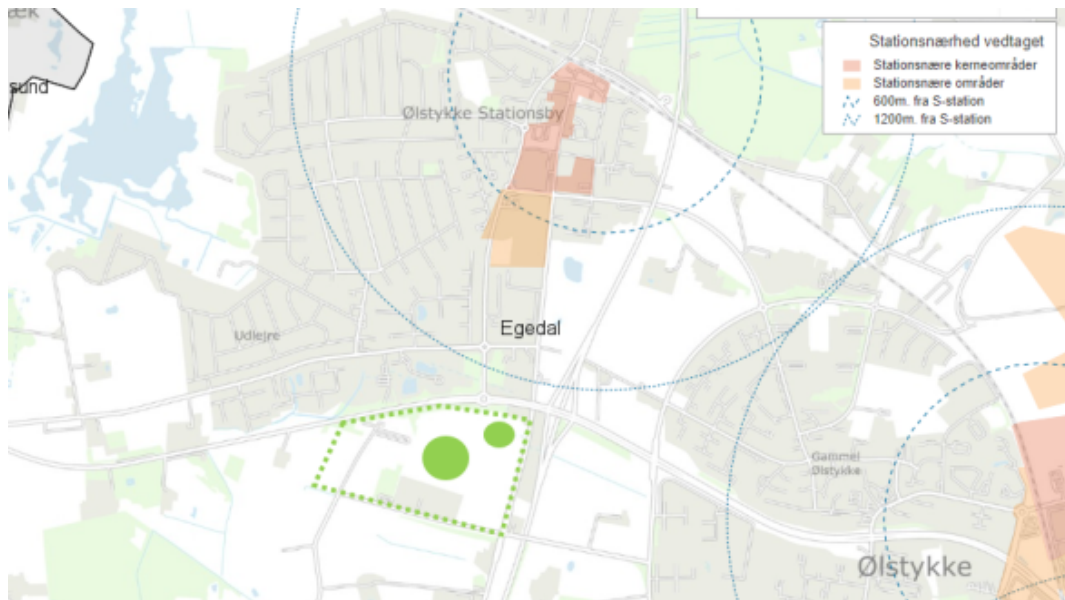 æk
sund
Stationsnærhed vedtaget
Stationsnære kerneområder
Stationsnære områder
600m. fra S-station
1200m. fra S-station
Ølstykke Stationsby
Udlejre
Egedal
Gammel
Ølstykke
Ølstykke